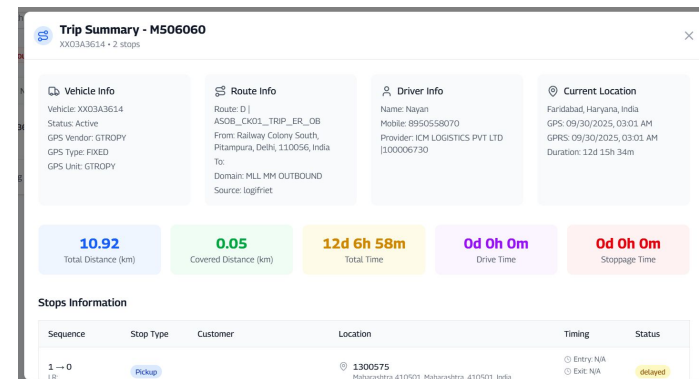 Trip Summary - M506060
XX03A3614 • 2 stops
Vehicle Info
Vehicle: XX03A3614
Status: Active
GPS Vendor: GTROPY
GPS Type: FIXED
GPS Unit: GTROPY
Route Info
Route: D |
ASOB_CK01_TRIP_ER_OB
From: Railway Colony South,
Pitampura, Delhi, 110056, India
To:
Domain: MLL MM OUTBOUND
Source: logifriet
Driver Info
Name: Nayan
Mobile: 8950558070
Provider: ICM LOGISTICS PVT LTD
|100006730
Current Location
Faridabad, Haryana, India
GPS: 09/30/2025, 03:01 AM
GPRS: 09/30/2025, 03:01 AM
Duration: 12d 15h 34m
10.92
Total Distance (km)
0.05
Covered Distance (km)
12d 6h 58m
Total Time
0d 0h 0m
Drive Time
0d 0h 0m
Stoppage Time
Stops Information
Sequence Stop Type Customer Location Timing Status
1 → 0
LR:
Pickup
1300575
Maharashtra 410501, Maharashtra, 410501, India
Entry: N/A
Exit: N/A
delayed